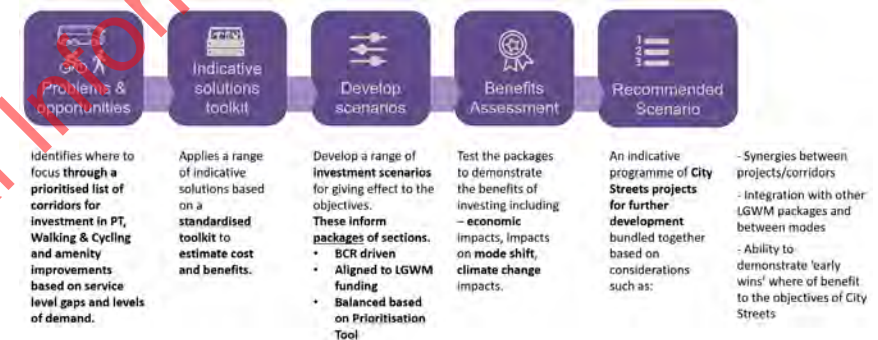 Problems &
opportunities
Indicative
solutions
toolkit
Develop
scenarios
Benefits
Assessment
1
2
3
Recommended
Scenario
Identifies where to
focus through a
prioritised list of
corridors for
investment in PT,
Walking & Cycling
and amenity
improvements
based on service
level gaps and levels
of demand.
Applies a range
of indicative
solutions based
on a
standardised
toolkit to
estimate cost
and benefits.
Develop a range of
investment scenarios
for giving effect to the
objectives.
These inform
packages of sections.
• BCR driven
• Aligned to LGWM
funding
• Balanced based
on Prioritisation
Tool
Test the packages
to demonstrate
the benefits of
investing including
– economic
impacts, impacts
on mode shift,
climate change
impacts.
An indicative
programme of City
Streets projects
for further
development
bundled together
based on
considerations
such as:
- Synergies between
projects/corridors
- Integration with other
LGWM packages and
between modes
- Ability to
demonstrate 'early
wins' where of benefit
to the objectives of City
Streets